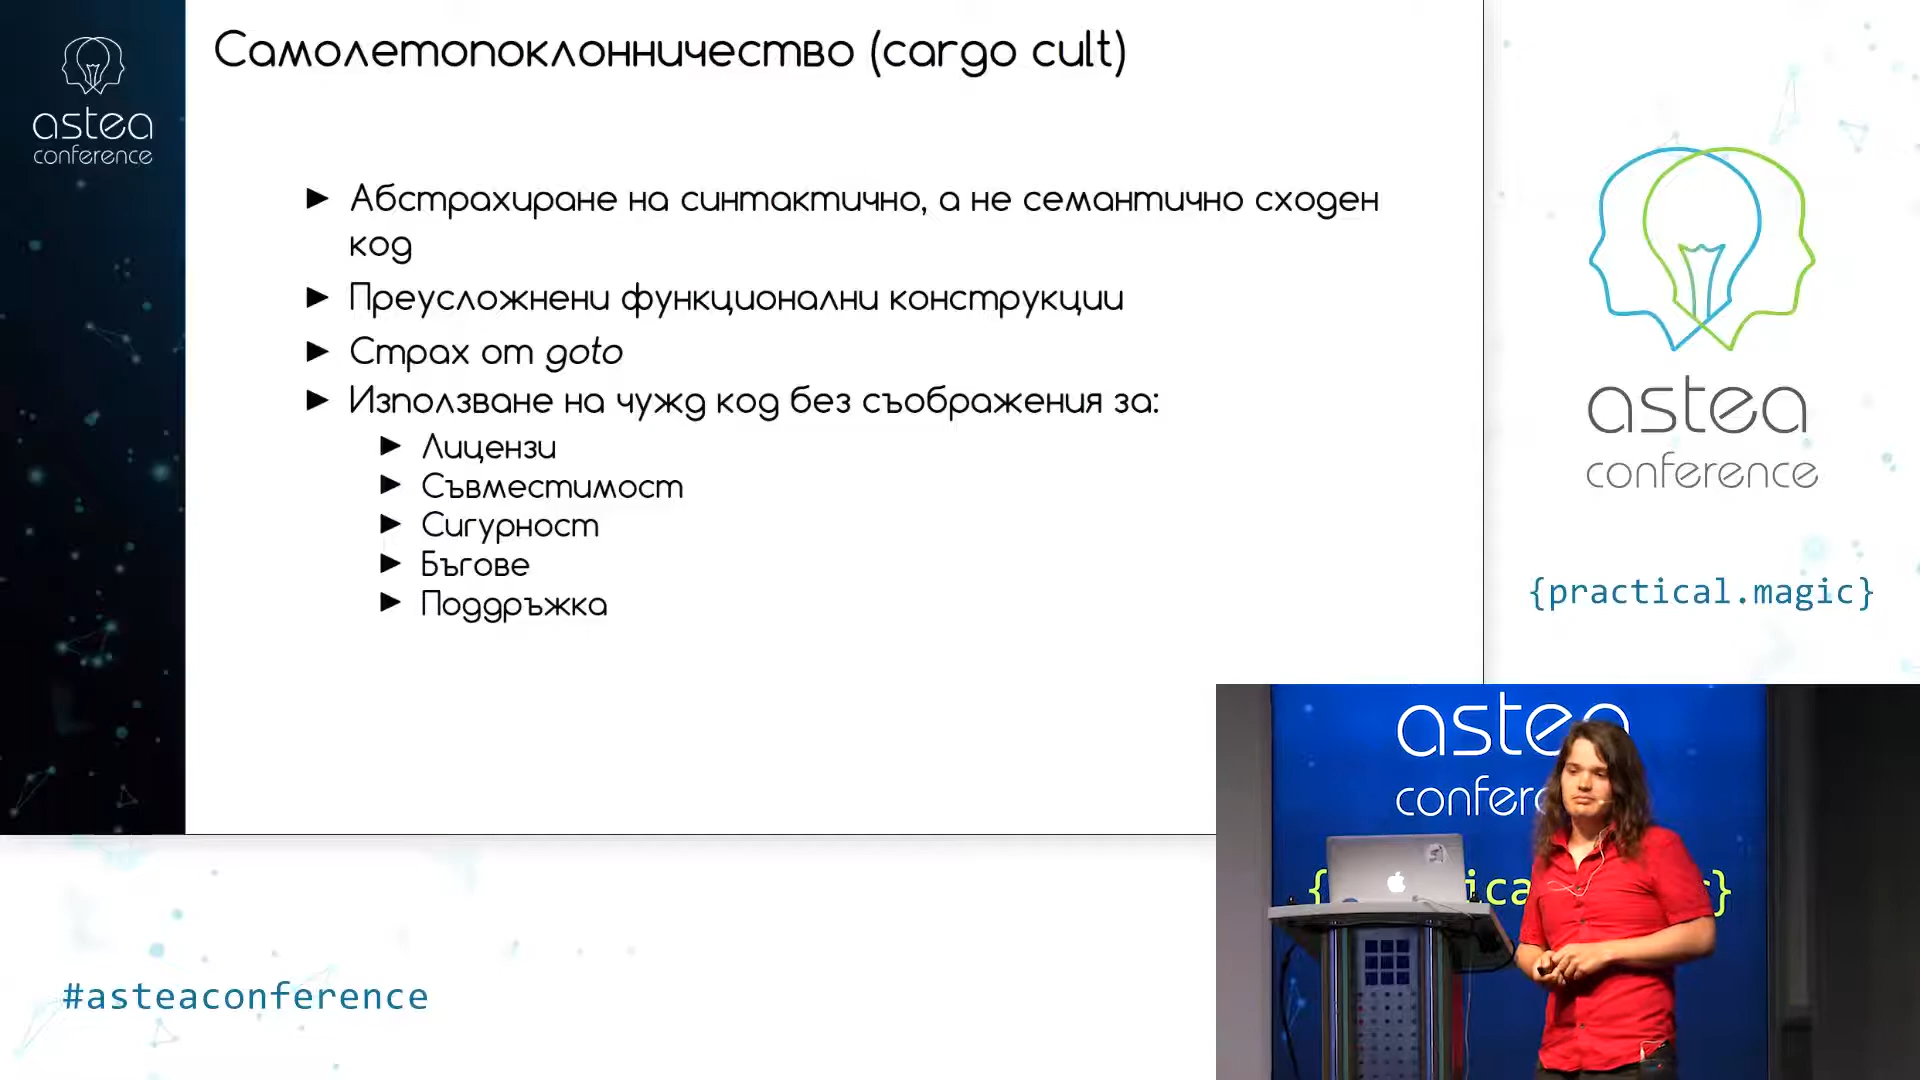 astea
conference
Самолетопоклонничество (cargo cult)
► Абстрахиране на синтактично, а не семантично сходен
код
► Преусложнени функционални конструкции
► Страх от goto
► Използване на чужд код без съображения за:
► Лицензи
► Съвместимост
► Сигурност
► Бъгове
► Поддръжка
astea
conference
{practical.magic}
astea
#asteaconference